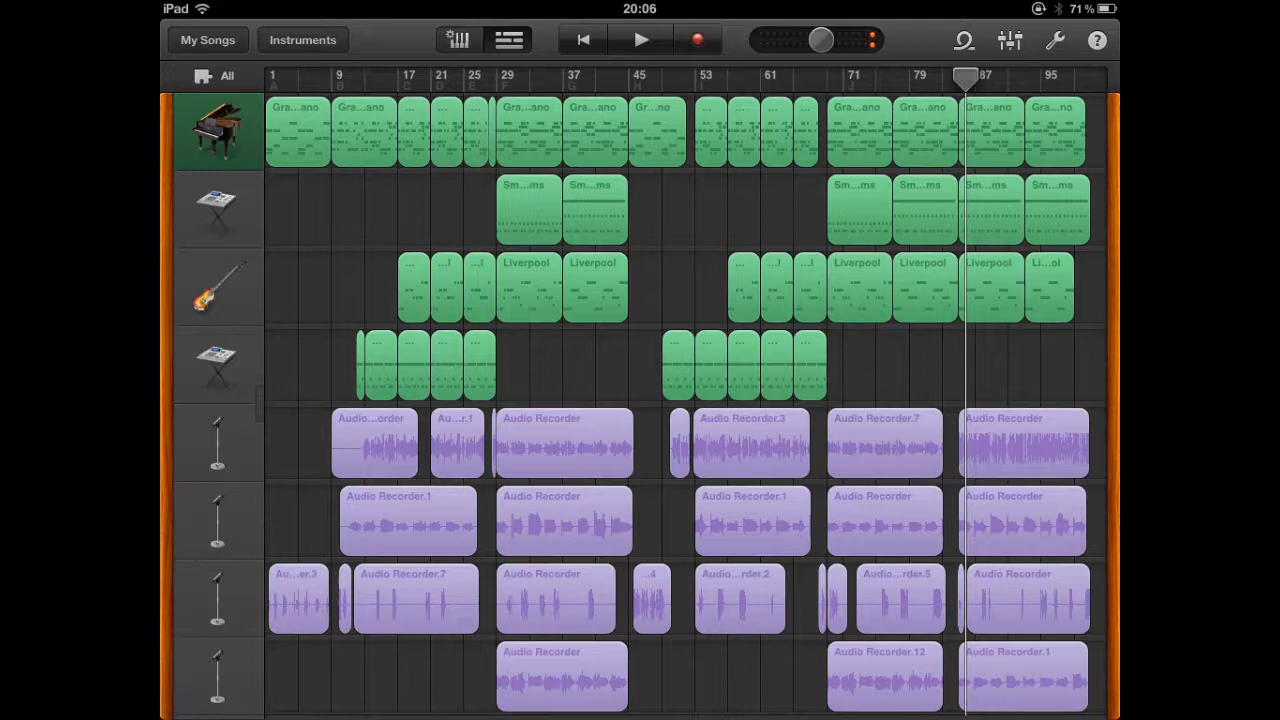 iPad 20:06 71%
My Songs Instruments ?
All 1 9 17 21 25 29 37 45 53 61 71 79 87 95
A B C D E F G H I J
Gra...ano Gra...ano ... ... ... Gra...ano Gra...ano Gr...no ... ... ... ... Gra...ano Gra...ano Gra...ano Gra...no
Sm...ms Sm...ms Sm...ms Sm...ms Sm...ms Sm...ms
... ...l ...l Liverpool Liverpool ... ...l ...l Liverpool Liverpool Liverpool Li...ol
... ... ... ... ... ... ... ... ...
Audio...order Au...r.1 Audio Recorder Audio Recorder.3 Audio Recorder.7 Audio Recorder
Audio Recorder.1 Audio Recorder Audio Recorder.1 Audio Recorder Audio Recorder
Au...er.3 Audio Recorder.7 Audio Recorder ...4 Audio...rder.2 Audio...rder.5 Audio Recorder
Audio Recorder Audio Recorder.12 Audio Recorder.1